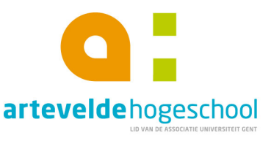 arteveldehogeschool
LID VAN DE ASSOCIATIE UNIVERSITEIT GENT